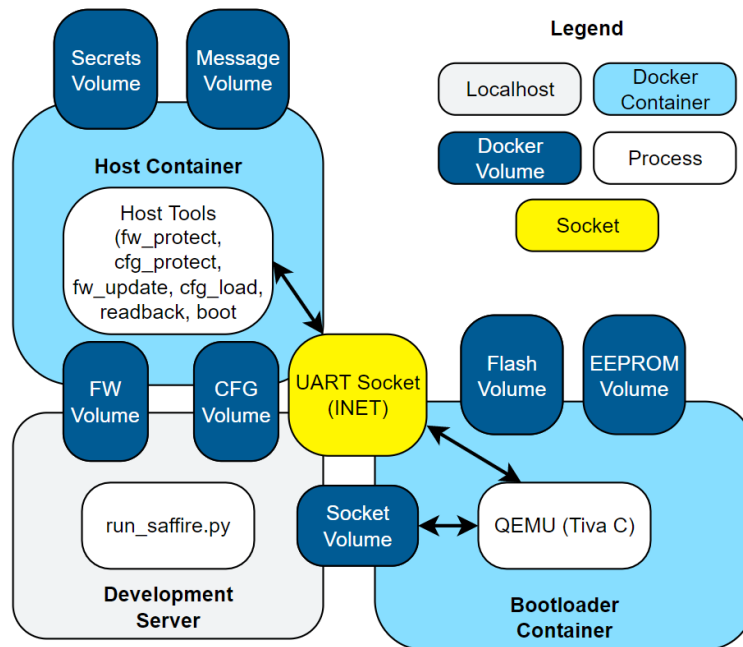 Secrets
Volume
Message
Volume
Legend
Localhost
Docker
Container
Docker
Volume
Process
Socket
Host Container
Host Tools
(fw_protect,
cfg_protect,
fw_update, cfg_load,
readback, boot
FW
Volume
CFG
Volume
UART Socket
(INET)
Flash
Volume
EEPROM
Volume
run_saffire.py
Socket
Volume
QEMU (Tiva C)
Development
Server
Bootloader
Container